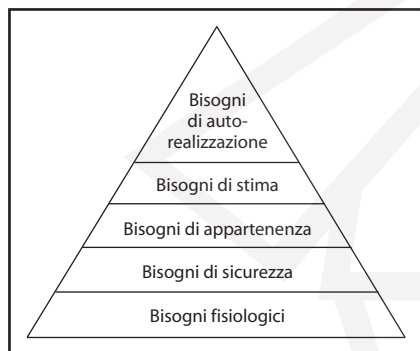 Bisogni
di auto-
realizzazione
Bisogni di stima
Bisogni di appartenenza
Bisogni di sicurezza
Bisogni fisiologici